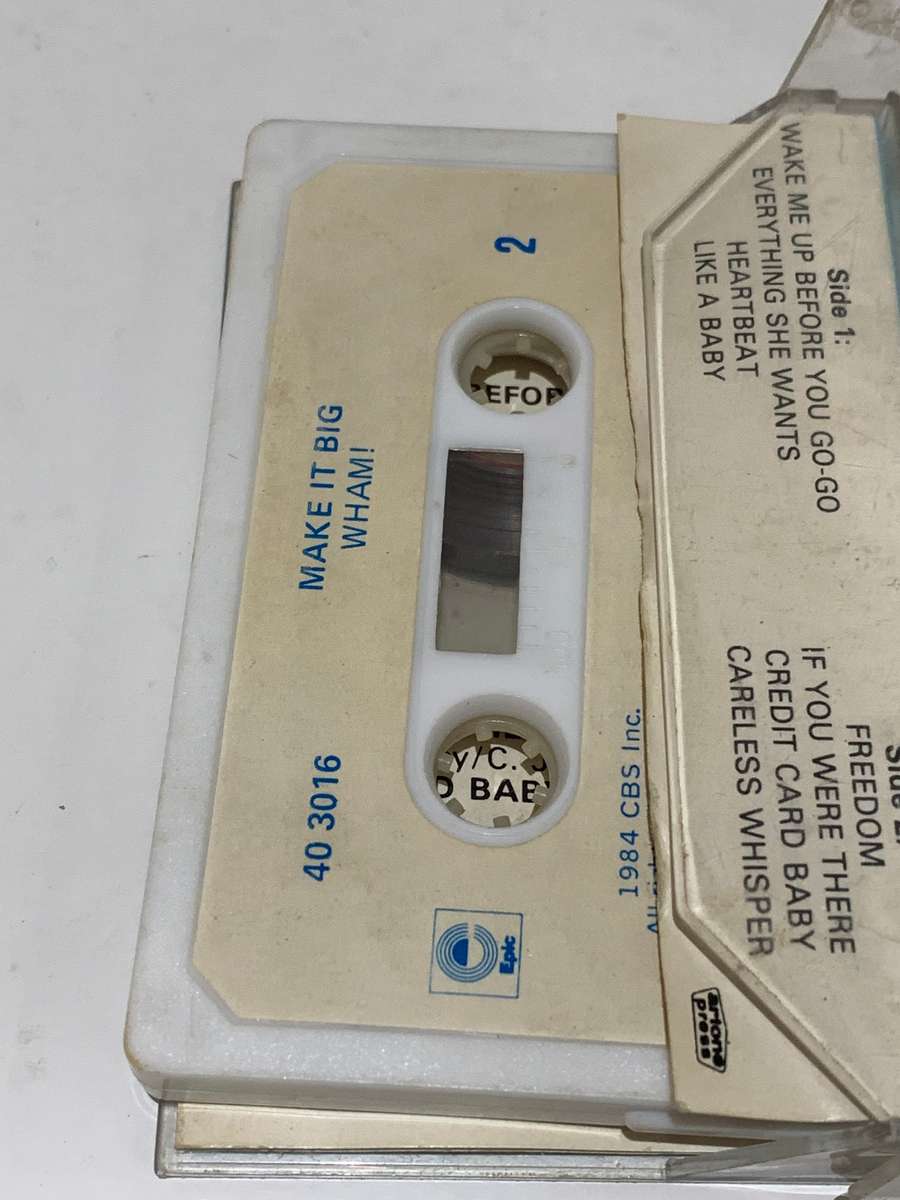 2
MAKE IT BIG
WHAM!
40 3016
Epic
1984 CBS Inc.
y/C.
BAB
Side 1:
WAKE ME UP BEFORE YOU GO-GO
EVERYTHING SHE WANTS
HEARTBEAT
LIKE A BABY
FREEDOM
IF YOU WERE THERE
CREDIT CARD BABY
CARELESS WHISPER
arione
press